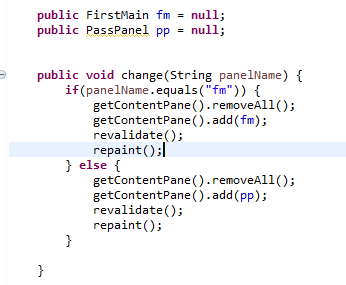 public FirstMain fm = null;
public PassPanel pp = null;
public void change(String panelName) {
if(panelName.equals("fm")) {
getContentPane().removeAll();
getContentPane().add(fm);
revalidate();
repaint();
} else {
getContentPane().removeAll();
getContentPane().add(pp);
revalidate();
repaint();
}
}